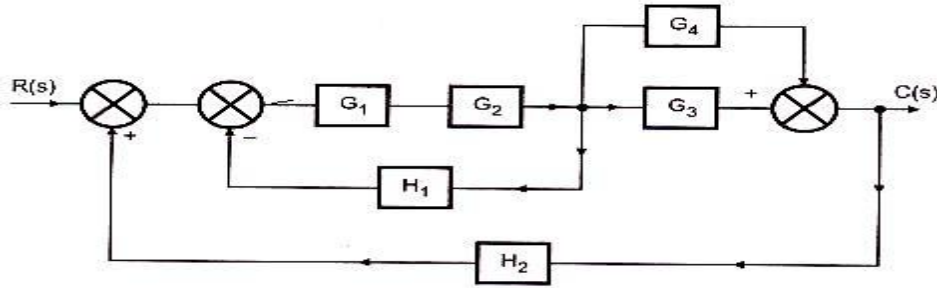 G₄
R(s)
G₁
G₂
G₃
+
C(s)
+
−
H₁
H₂